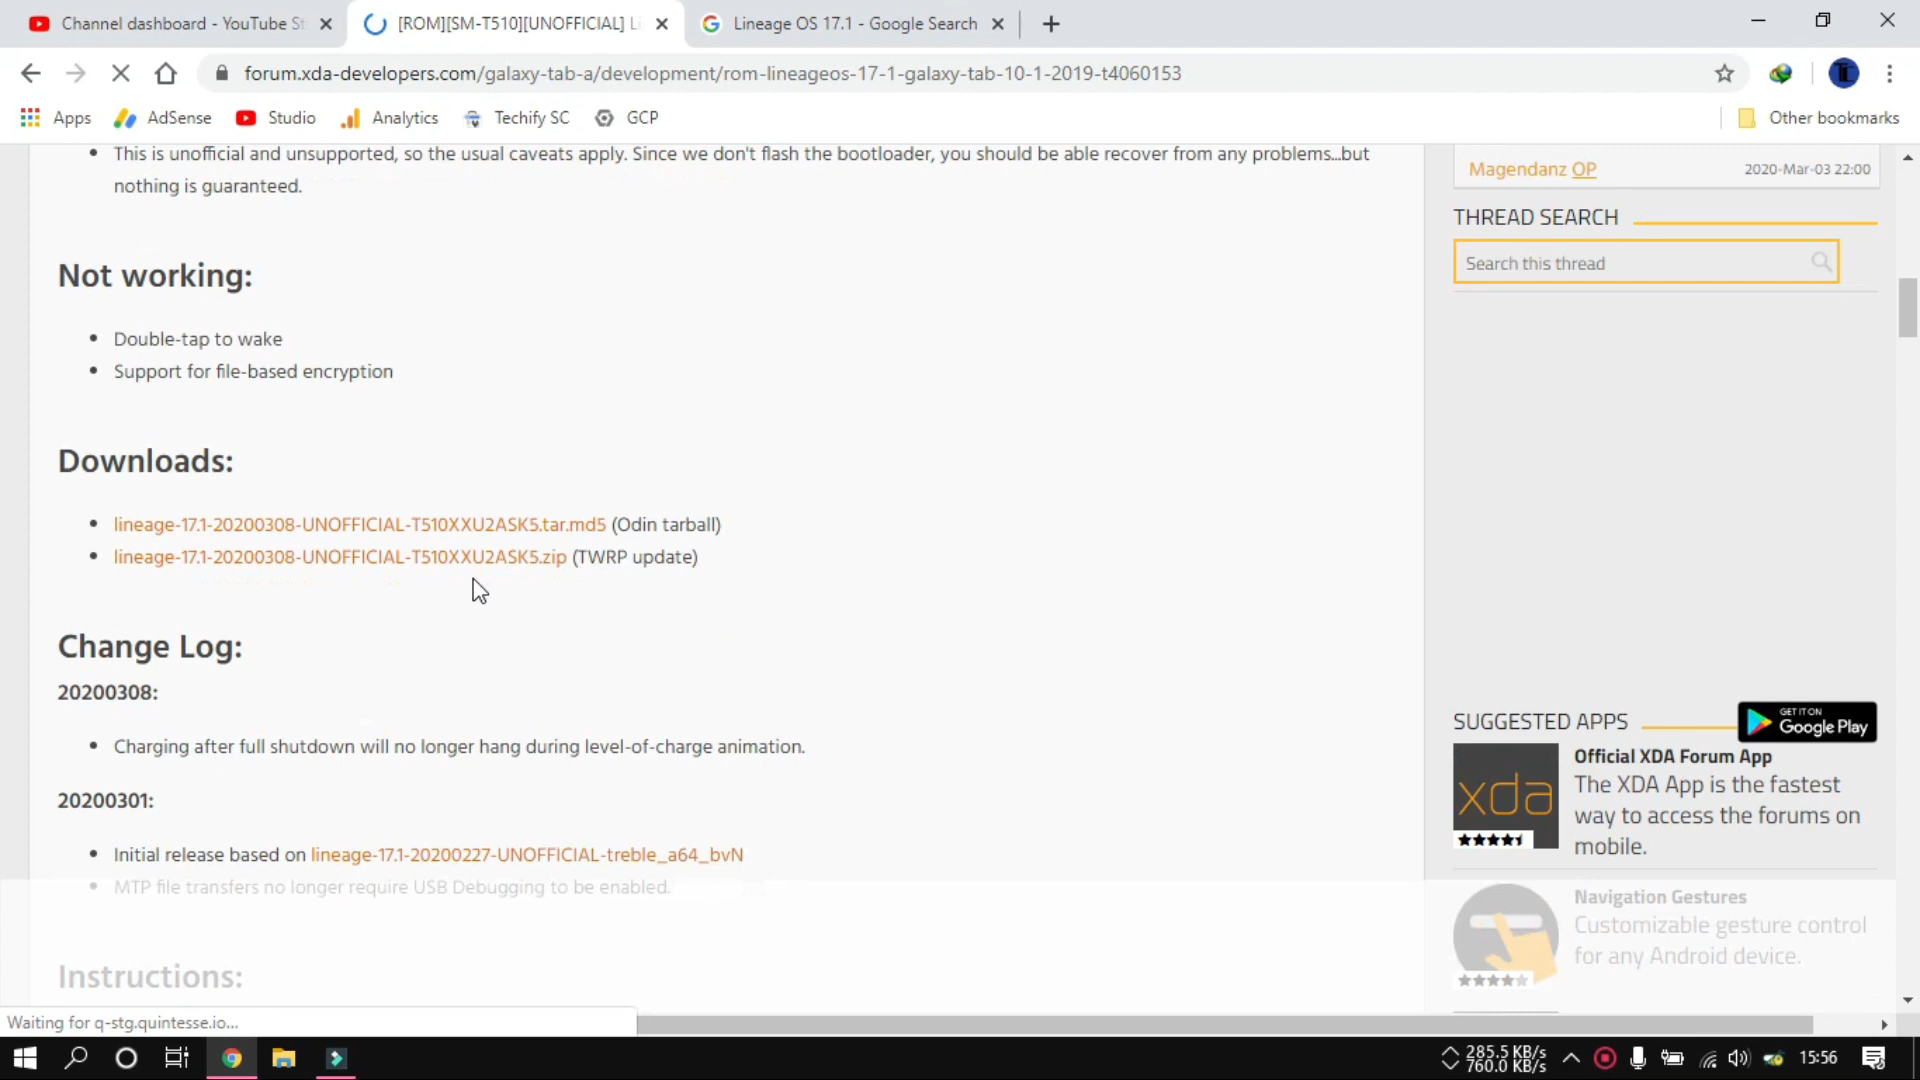 Channel dashboard - YouTube St
[ROM][SM-T510][UNOFFICIAL] Li
Lineage OS 17.1 - Google Search
forum.xda-developers.com/galaxy-tab-a/development/rom-lineageos-17-1-galaxy-tab-10-1-2019-t4060153
Apps
AdSense
Studio
Analytics
Techify SC
GCP
Other bookmarks
• This is unofficial and unsupported, so the usual caveats apply. Since we don't flash the bootloader, you should be able recover from any problems...but
nothing is guaranteed.
Not working:
• Double-tap to wake
• Support for file-based encryption
Downloads:
• lineage-17.1-20200308-UNOFFICIAL-T510XXU2ASK5.tar.md5 (Odin tarball)
• lineage-17.1-20200308-UNOFFICIAL-T510XXU2ASK5.zip (TWRP update)
Change Log:
20200308:
• Charging after full shutdown will no longer hang during level-of-charge animation.
20200301:
• Initial release based on lineage-17.1-20200227-UNOFFICIAL-treble_a64_bvN
• MTP file transfers no longer require USB Debugging to be enabled.
Instructions:
Magendanz OP
2020-Mar-03 22:00
THREAD SEARCH
Search this thread
SUGGESTED APPS
GET IT ON
Google Play
xda
Official XDA Forum App
The XDA App is the fastest
way to access the forums on
mobile.
Navigation Gestures
Customizable gesture control
for any Android device.
Waiting for q-stg.quintesse.io...
285.5 KB/s
760.0 KB/s
15:56